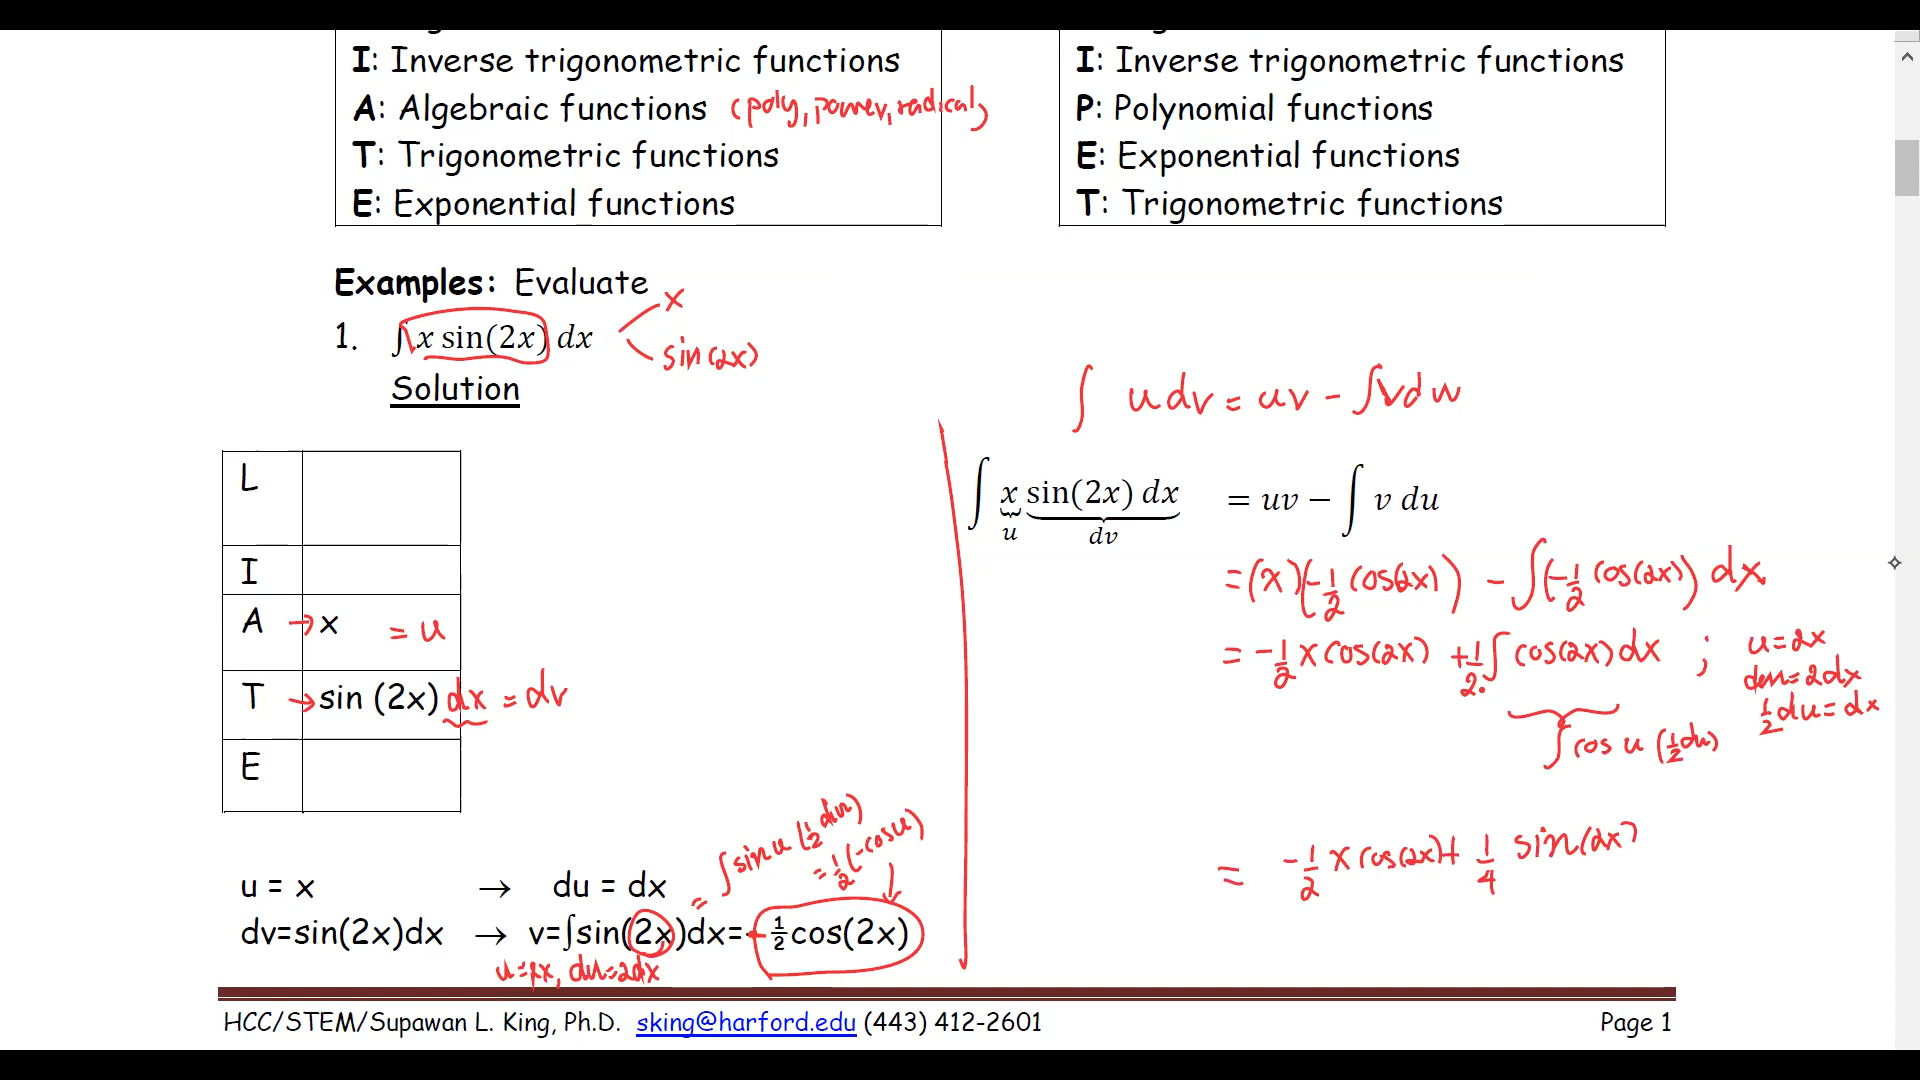 I: Inverse trigonometric functions
A: Algebraic functions (poly, power, radical)
T: Trigonometric functions
E: Exponential functions
I: Inverse trigonometric functions
P: Polynomial functions
E: Exponential functions
T: Trigonometric functions
Examples: Evaluate
1. ∫ x sin(2x) dx
x
sin(2x)
Solution
L
I
A → x = u
T → sin (2x) dx = dv
E
u = x → du = dx
dv=sin(2x)dx → v=∫sin(2x)dx=-½cos(2x)
= ∫ sin u (½ du)
= ½(-cos u)
u=2x, du=2dx
∫ u dv = uv - ∫ v du
∫ x sin(2x) dx = uv − ∫ v du
u dv
= (x)(-½ cos(2x)) - ∫(-½ cos(2x)) dx
= -½ x cos(2x) + ½ ∫ cos(2x) dx ; u=2x
du=2dx
½ du = dx
∫ cos u (½ du)
= -½ x cos(2x) + ¼ sin(2x)
HCC/STEM/Supawan L. King, Ph.D. sking@harford.edu (443) 412-2601 Page 1